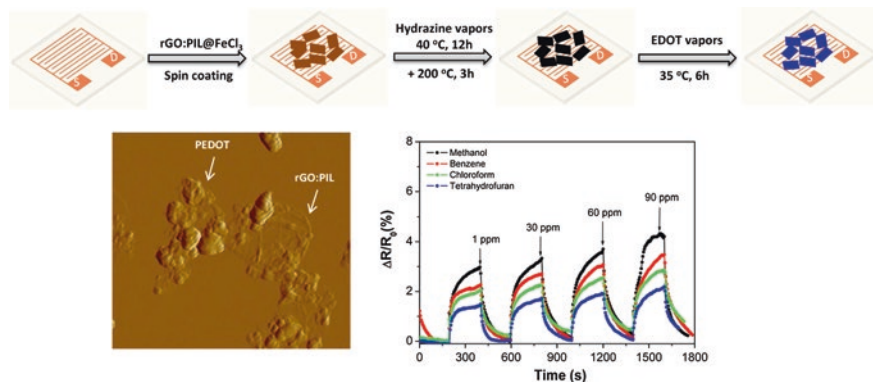 rGO:PIL@FeCl3
Spin coating
Hydrazine vapors
40 °C, 12h
+ 200 °C, 3h
EDOT vapors
35 °C, 6h
S
D
S
D
S
D
S
D
PEDOT
rGO:PIL
ΔR/R0(%)
8
6
4
2
0
Methanol
Benzene
Chloroform
Tetrahydrofuran
1 ppm
30 ppm
60 ppm
90 ppm
0 300 600 900 1200 1500 1800
Time (s)